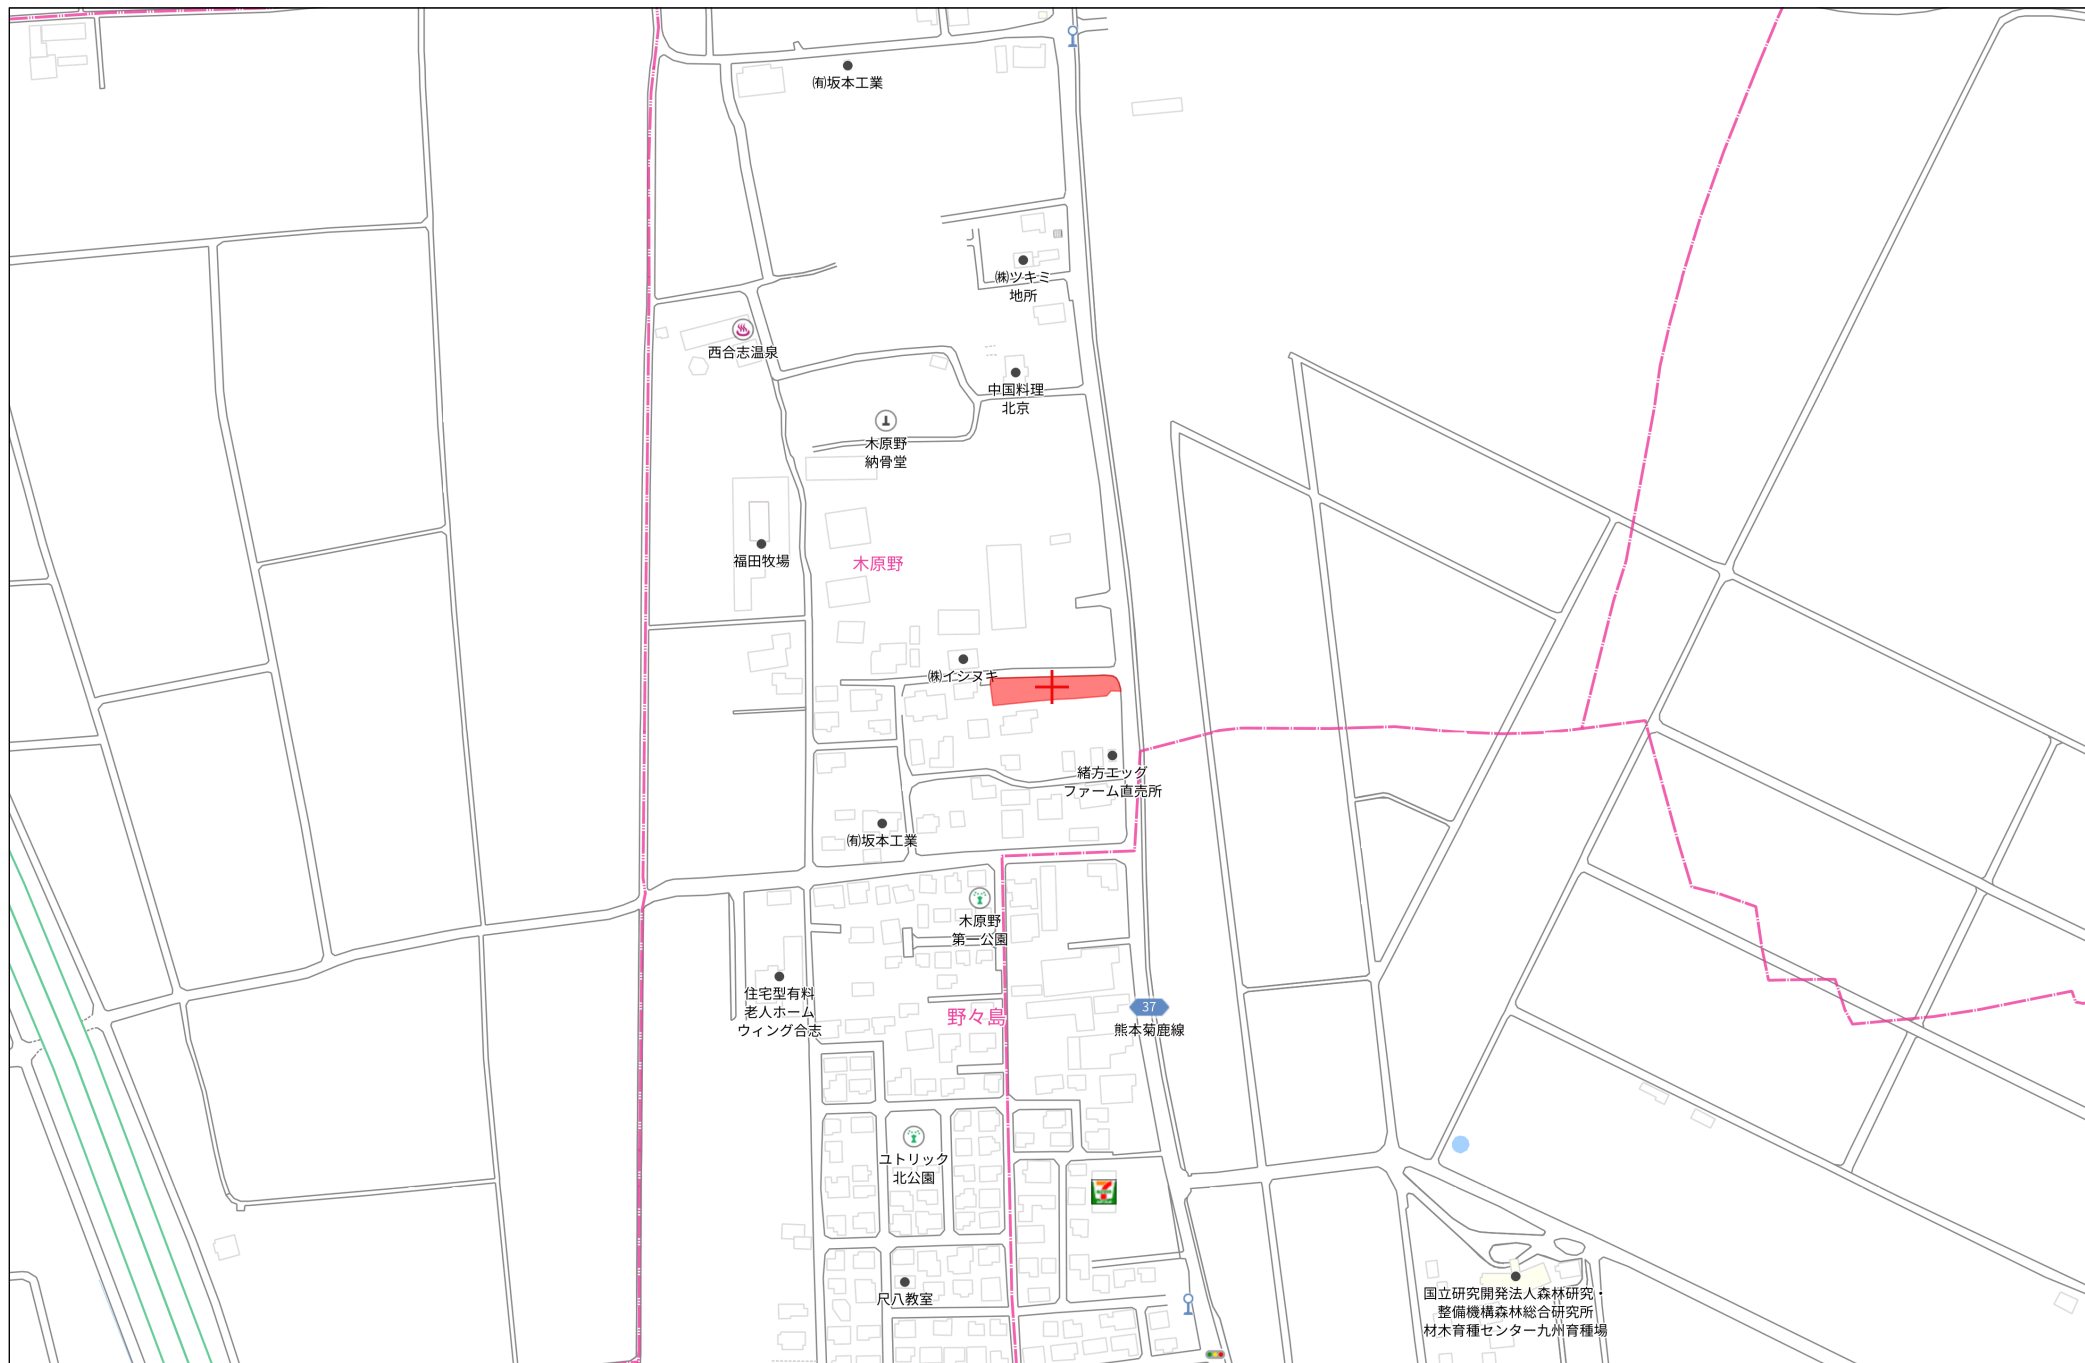 ㈲坂本工業
㈱ツキミ
地所
西合志温泉
中国料理
北京
木原野
納骨堂
福田牧場
木原野
㈱イシヌキ
緒方エッグ
ファーム直売所
㈲坂本工業
木原野
第一公園
住宅型有料
老人ホーム
ウィング合志
野々島
37
熊本菊鹿線
ユトリック
北公園
7
尺八教室
国立研究開発法人森林研究・
整備機構森林総合研究所
材木育種センター九州育種場